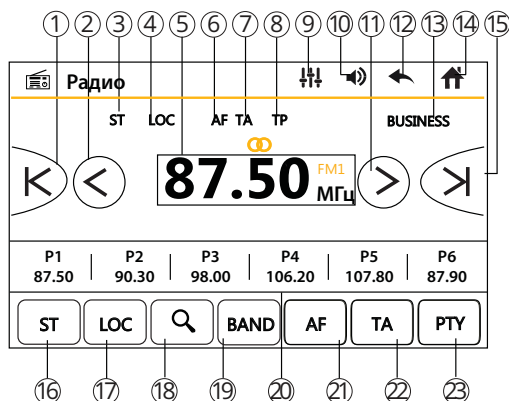 ① ② ③ ④ ⑤ ⑥ ⑦ ⑧ ⑨ ⑩ ⑪ ⑫ ⑬ ⑭ ⑮
Радио
ST LOC AF TA TP BUSINESS
87.50 FM1 МГц
P1 P2 P3 P4 P5 P6
87.50 90.30 98.00 106.20 107.80 87.90
ST LOC BAND AF TA PTY
⑯ ⑰ ⑱ ⑲ ⑳ ㉑ ㉒ ㉓